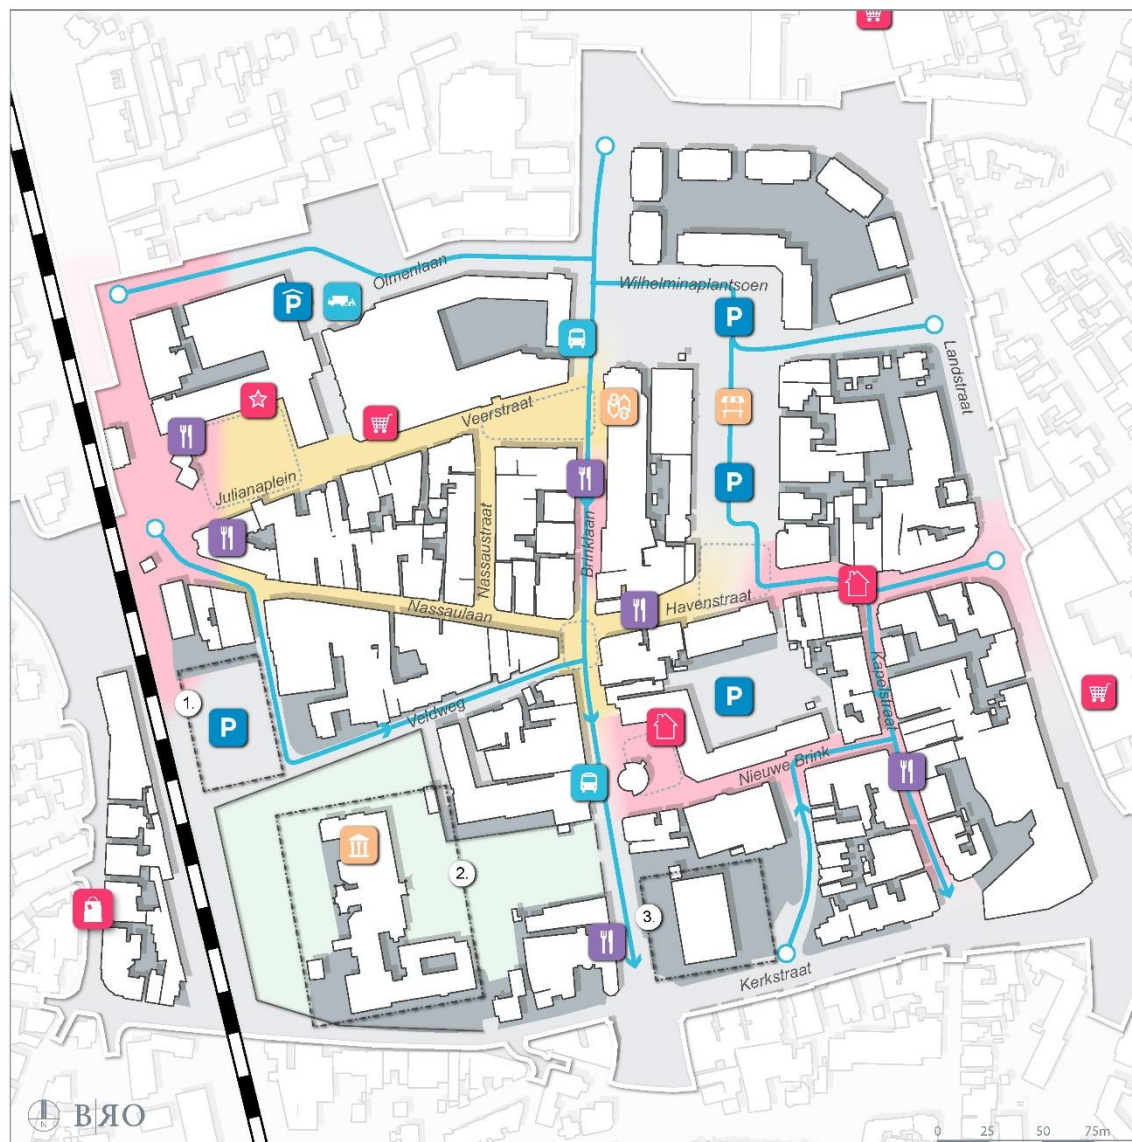 Olmenlaan
Wilhelminaplantsoen
P
P
Landstraat
Veerstraat
P
Julianaplein
Nassaustraat
Brinklaan
Havenstraat
Nassaulaan
Kapelstraat
1.
P
P
Veldweg
Nieuwe Brink
2.
3.
Kerkstraat
N
BRO
0 25 50 75m